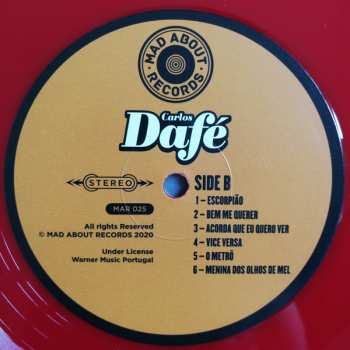 MAD ABOUT
RECORDS
Carlos
Dafé
STEREO
MAR 025
All rights Reserved
© MAD ABOUT RECORDS 2020
Under License
Warner Music Portugal
SIDE B
1 – ESCORPIÃO
2 – BEM ME QUERER
3 – ACORDA QUE EU QUERO VER
4 – VICE VERSA
5 – O METRÔ
6 – MENINA DOS OLHOS DE MEL